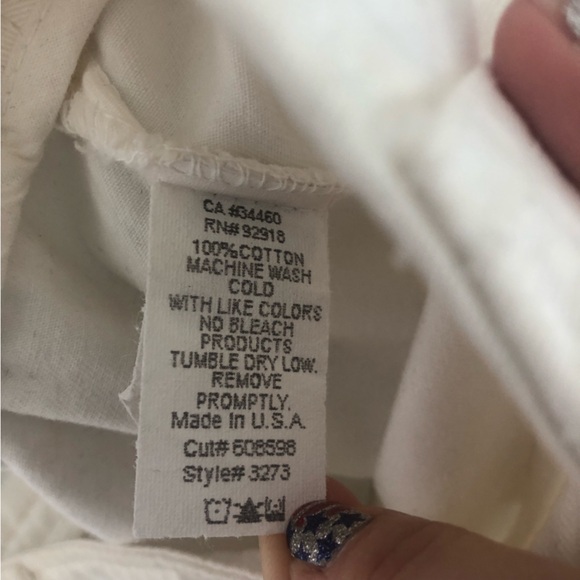 CA #34460
RN# 92918
100% COTTON
MACHINE WASH
COLD
WITH LIKE COLORS
NO BLEACH
PRODUCTS
TUMBLE DRY LOW.
REMOVE
PROMPTLY.
Made In U.S.A.
Cut# 608598
Style# 3273